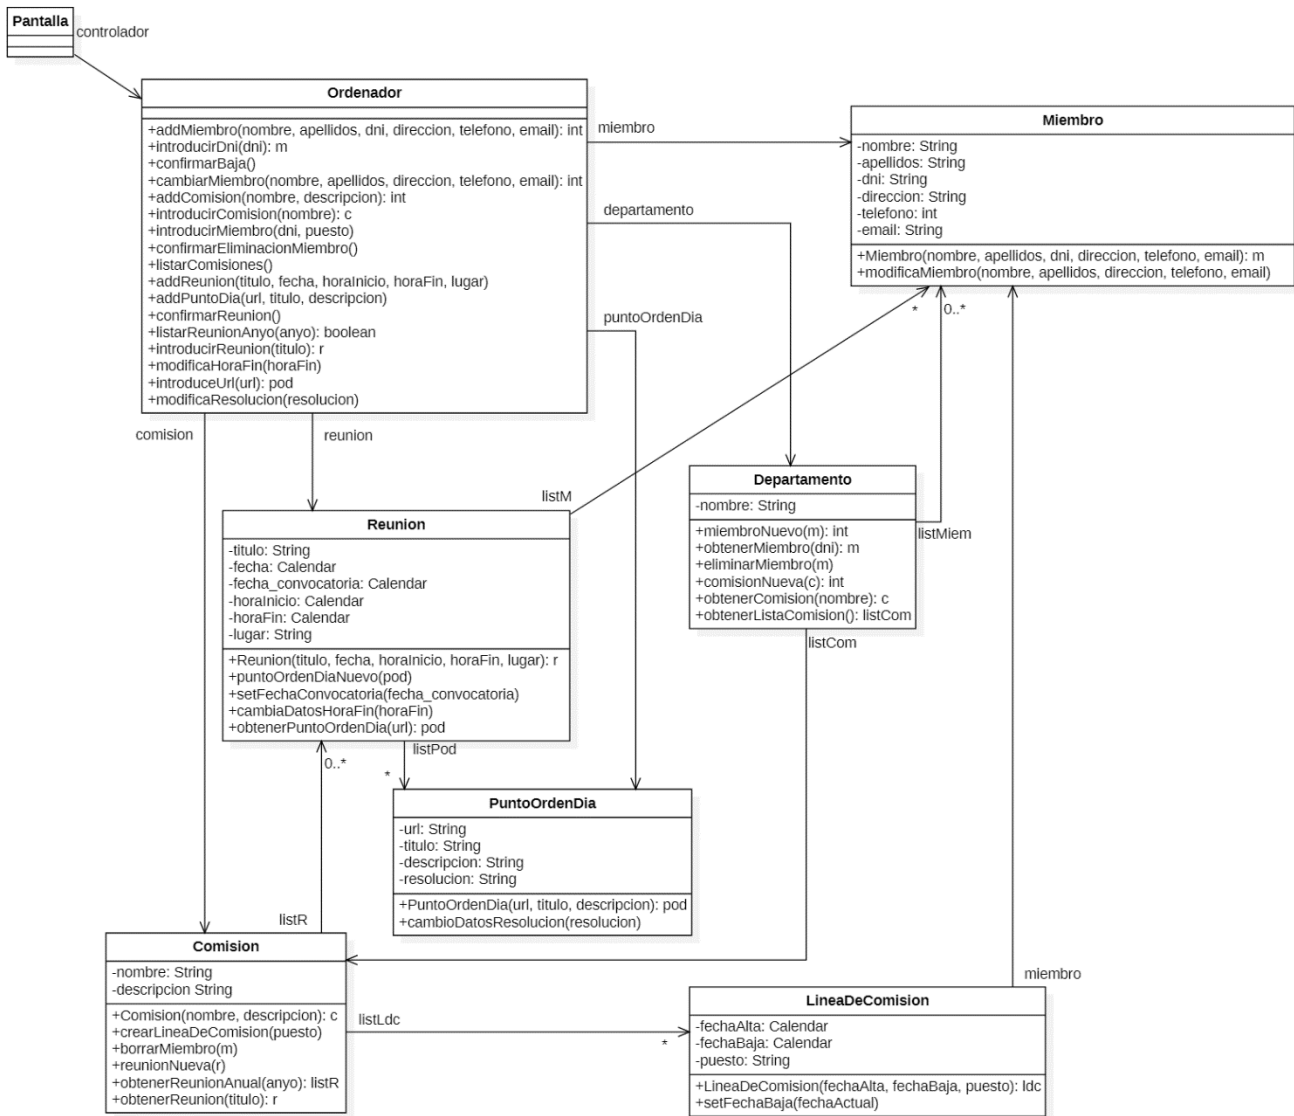 Pantalla
controlador
Ordenador
+addMiembro(nombre, apellidos, dni, direccion, telefono, email): int
+introducirDni(dni): m
+confirmarBaja()
+cambiarMiembro(nombre, apellidos, direccion, telefono, email): int
+addComision(nombre, descripcion): int
+introducirComision(nombre): c
+introducirMiembro(dni, puesto)
+confirmarEliminacionMiembro()
+listarComisiones()
+addReunion(titulo, fecha, horaInicio, horaFin, lugar)
+addPuntoDia(url, titulo, descripcion)
+confirmarReunion()
+listarReunionAnyo(anyo): boolean
+introducirReunion(titulo): r
+modificaHoraFin(horaFin)
+introduceUrl(url): pod
+modificaResolucion(resolucion)
miembro
departamento
puntoOrdenDia
comision
reunion
Miembro
-nombre: String
-apellidos: String
-dni: String
-direccion: String
-telefono: int
-email: String
+Miembro(nombre, apellidos, dni, direccion, telefono, email): m
+modificaMiembro(nombre, apellidos, direccion, telefono, email)
*
0..*
listM
Departamento
-nombre: String
+miembroNuevo(m): int
+obtenerMiembro(dni): m
+eliminarMiembro(m)
+comisionNueva(c): int
+obtenerComision(nombre): c
+obtenerListaComision(): listCom
listMiem
listCom
Reunion
-titulo: String
-fecha: Calendar
-fecha_convocatoria: Calendar
-horaInicio: Calendar
-horaFin: Calendar
-lugar: String
+Reunion(titulo, fecha, horaInicio, horaFin, lugar): r
+puntoOrdenDiaNuevo(pod)
+setFechaConvocatoria(fecha_convocatoria)
+cambiaDatosHoraFin(horaFin)
+obtenerPuntoOrdenDia(url): pod
listPod
0..*
*
PuntoOrdenDia
-url: String
-titulo: String
-descripcion: String
-resolucion: String
+PuntoOrdenDia(url, titulo, descripcion): pod
+cambioDatosResolucion(resolucion)
listR
Comision
-nombre: String
-descripcion String
+Comision(nombre, descripcion): c
+crearLineaDeComision(puesto)
+borrarMiembro(m)
+reunionNueva(r)
+obtenerReunionAnual(anyo): listR
+obtenerReunion(titulo): r
listLdc
*
miembro
LineaDeComision
-fechaAlta: Calendar
-fechaBaja: Calendar
-puesto: String
+LineaDeComision(fechaAlta, fechaBaja, puesto): ldc
+setFechaBaja(fechaActual)